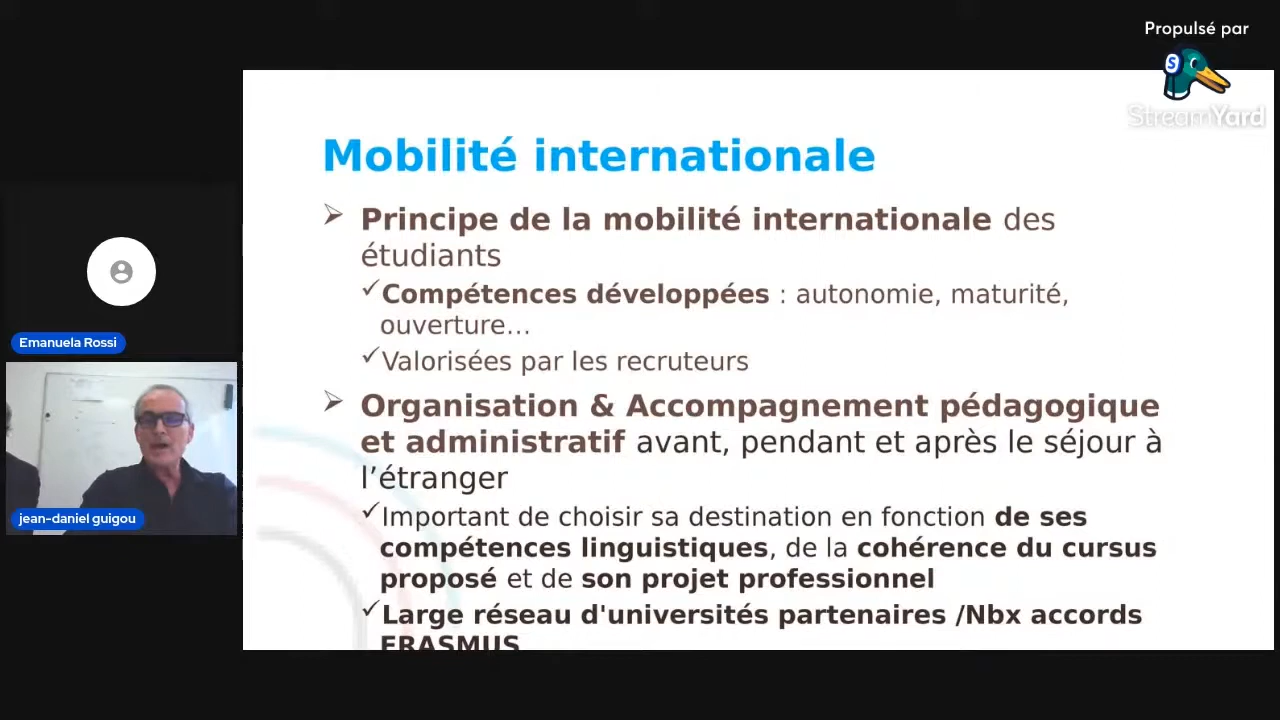 Propulsé par
StreamYard
Mobilité internationale
Principe de la mobilité internationale des
étudiants
Compétences développées : autonomie, maturité,
ouverture...
Valorisées par les recruteurs
Organisation & Accompagnement pédagogique
et administratif avant, pendant et après le séjour à
l’étranger
Important de choisir sa destination en fonction de ses
compétences linguistiques, de la cohérence du cursus
proposé et de son projet professionnel
Large réseau d'universités partenaires /Nbx accords
ERASMUS
Emanuela Rossi
jean-daniel guigou